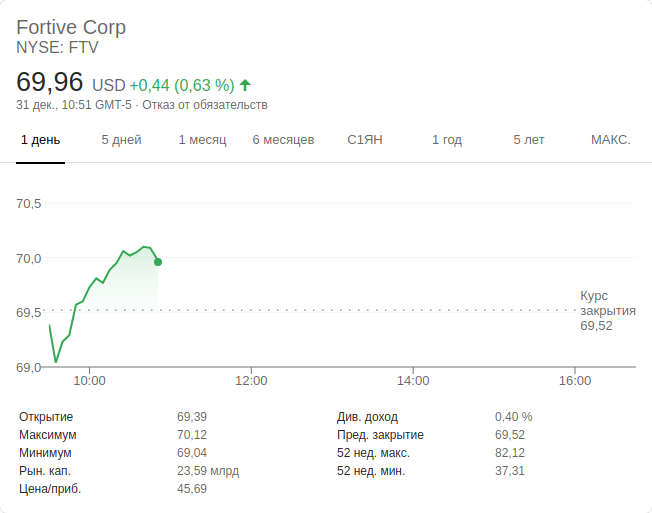 Fortive Corp
NYSE: FTV
69,96 USD +0,44 (0,63 %)
31 дек., 10:51 GMT-5 · Отказ от обязательств
1 день 5 дней 1 месяц 6 месяцев С1ЯН 1 год 5 лет МАКС.
70,5
70,0
69,5
69,0
Курс
закрытия
69,52
10:00 12:00 14:00 16:00
Открытие 69,39
Максимум 70,12
Минимум 69,04
Рын. кап. 23,59 млрд
Цена/приб. 45,69
Див. доход 0,40 %
Пред. закрытие 69,52
52 нед. макс. 82,12
52 нед. мин. 37,31